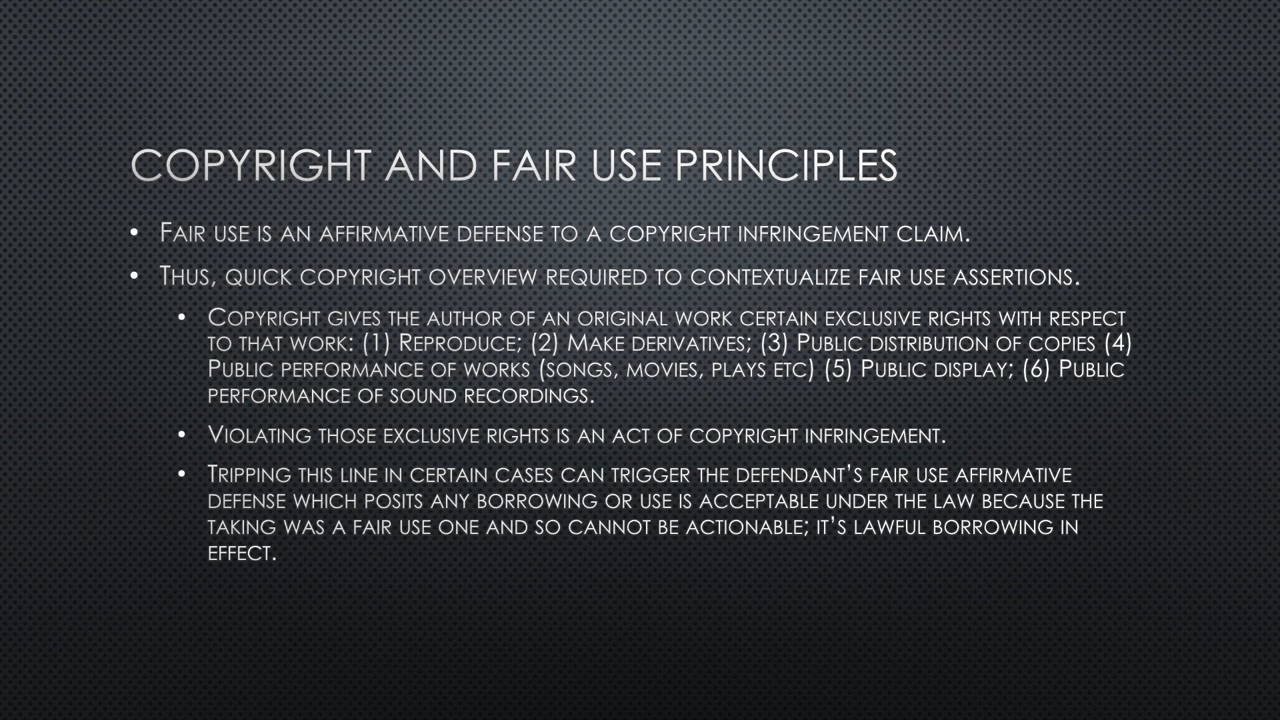 COPYRIGHT AND FAIR USE PRINCIPLES
• FAIR USE IS AN AFFIRMATIVE DEFENSE TO A COPYRIGHT INFRINGEMENT CLAIM.
• THUS, QUICK COPYRIGHT OVERVIEW REQUIRED TO CONTEXTUALIZE FAIR USE ASSERTIONS.
• COPYRIGHT GIVES THE AUTHOR OF AN ORIGINAL WORK CERTAIN EXCLUSIVE RIGHTS WITH RESPECT
TO THAT WORK: (1) REPRODUCE; (2) MAKE DERIVATIVES; (3) PUBLIC DISTRIBUTION OF COPIES (4)
PUBLIC PERFORMANCE OF WORKS (SONGS, MOVIES, PLAYS ETC) (5) PUBLIC DISPLAY; (6) PUBLIC
PERFORMANCE OF SOUND RECORDINGS.
• VIOLATING THOSE EXCLUSIVE RIGHTS IS AN ACT OF COPYRIGHT INFRINGEMENT.
• TRIPPING THIS LINE IN CERTAIN CASES CAN TRIGGER THE DEFENDANT’S FAIR USE AFFIRMATIVE
DEFENSE WHICH POSITS ANY BORROWING OR USE IS ACCEPTABLE UNDER THE LAW BECAUSE THE
TAKING WAS A FAIR USE ONE AND SO CANNOT BE ACTIONABLE; IT’S LAWFUL BORROWING IN
EFFECT.